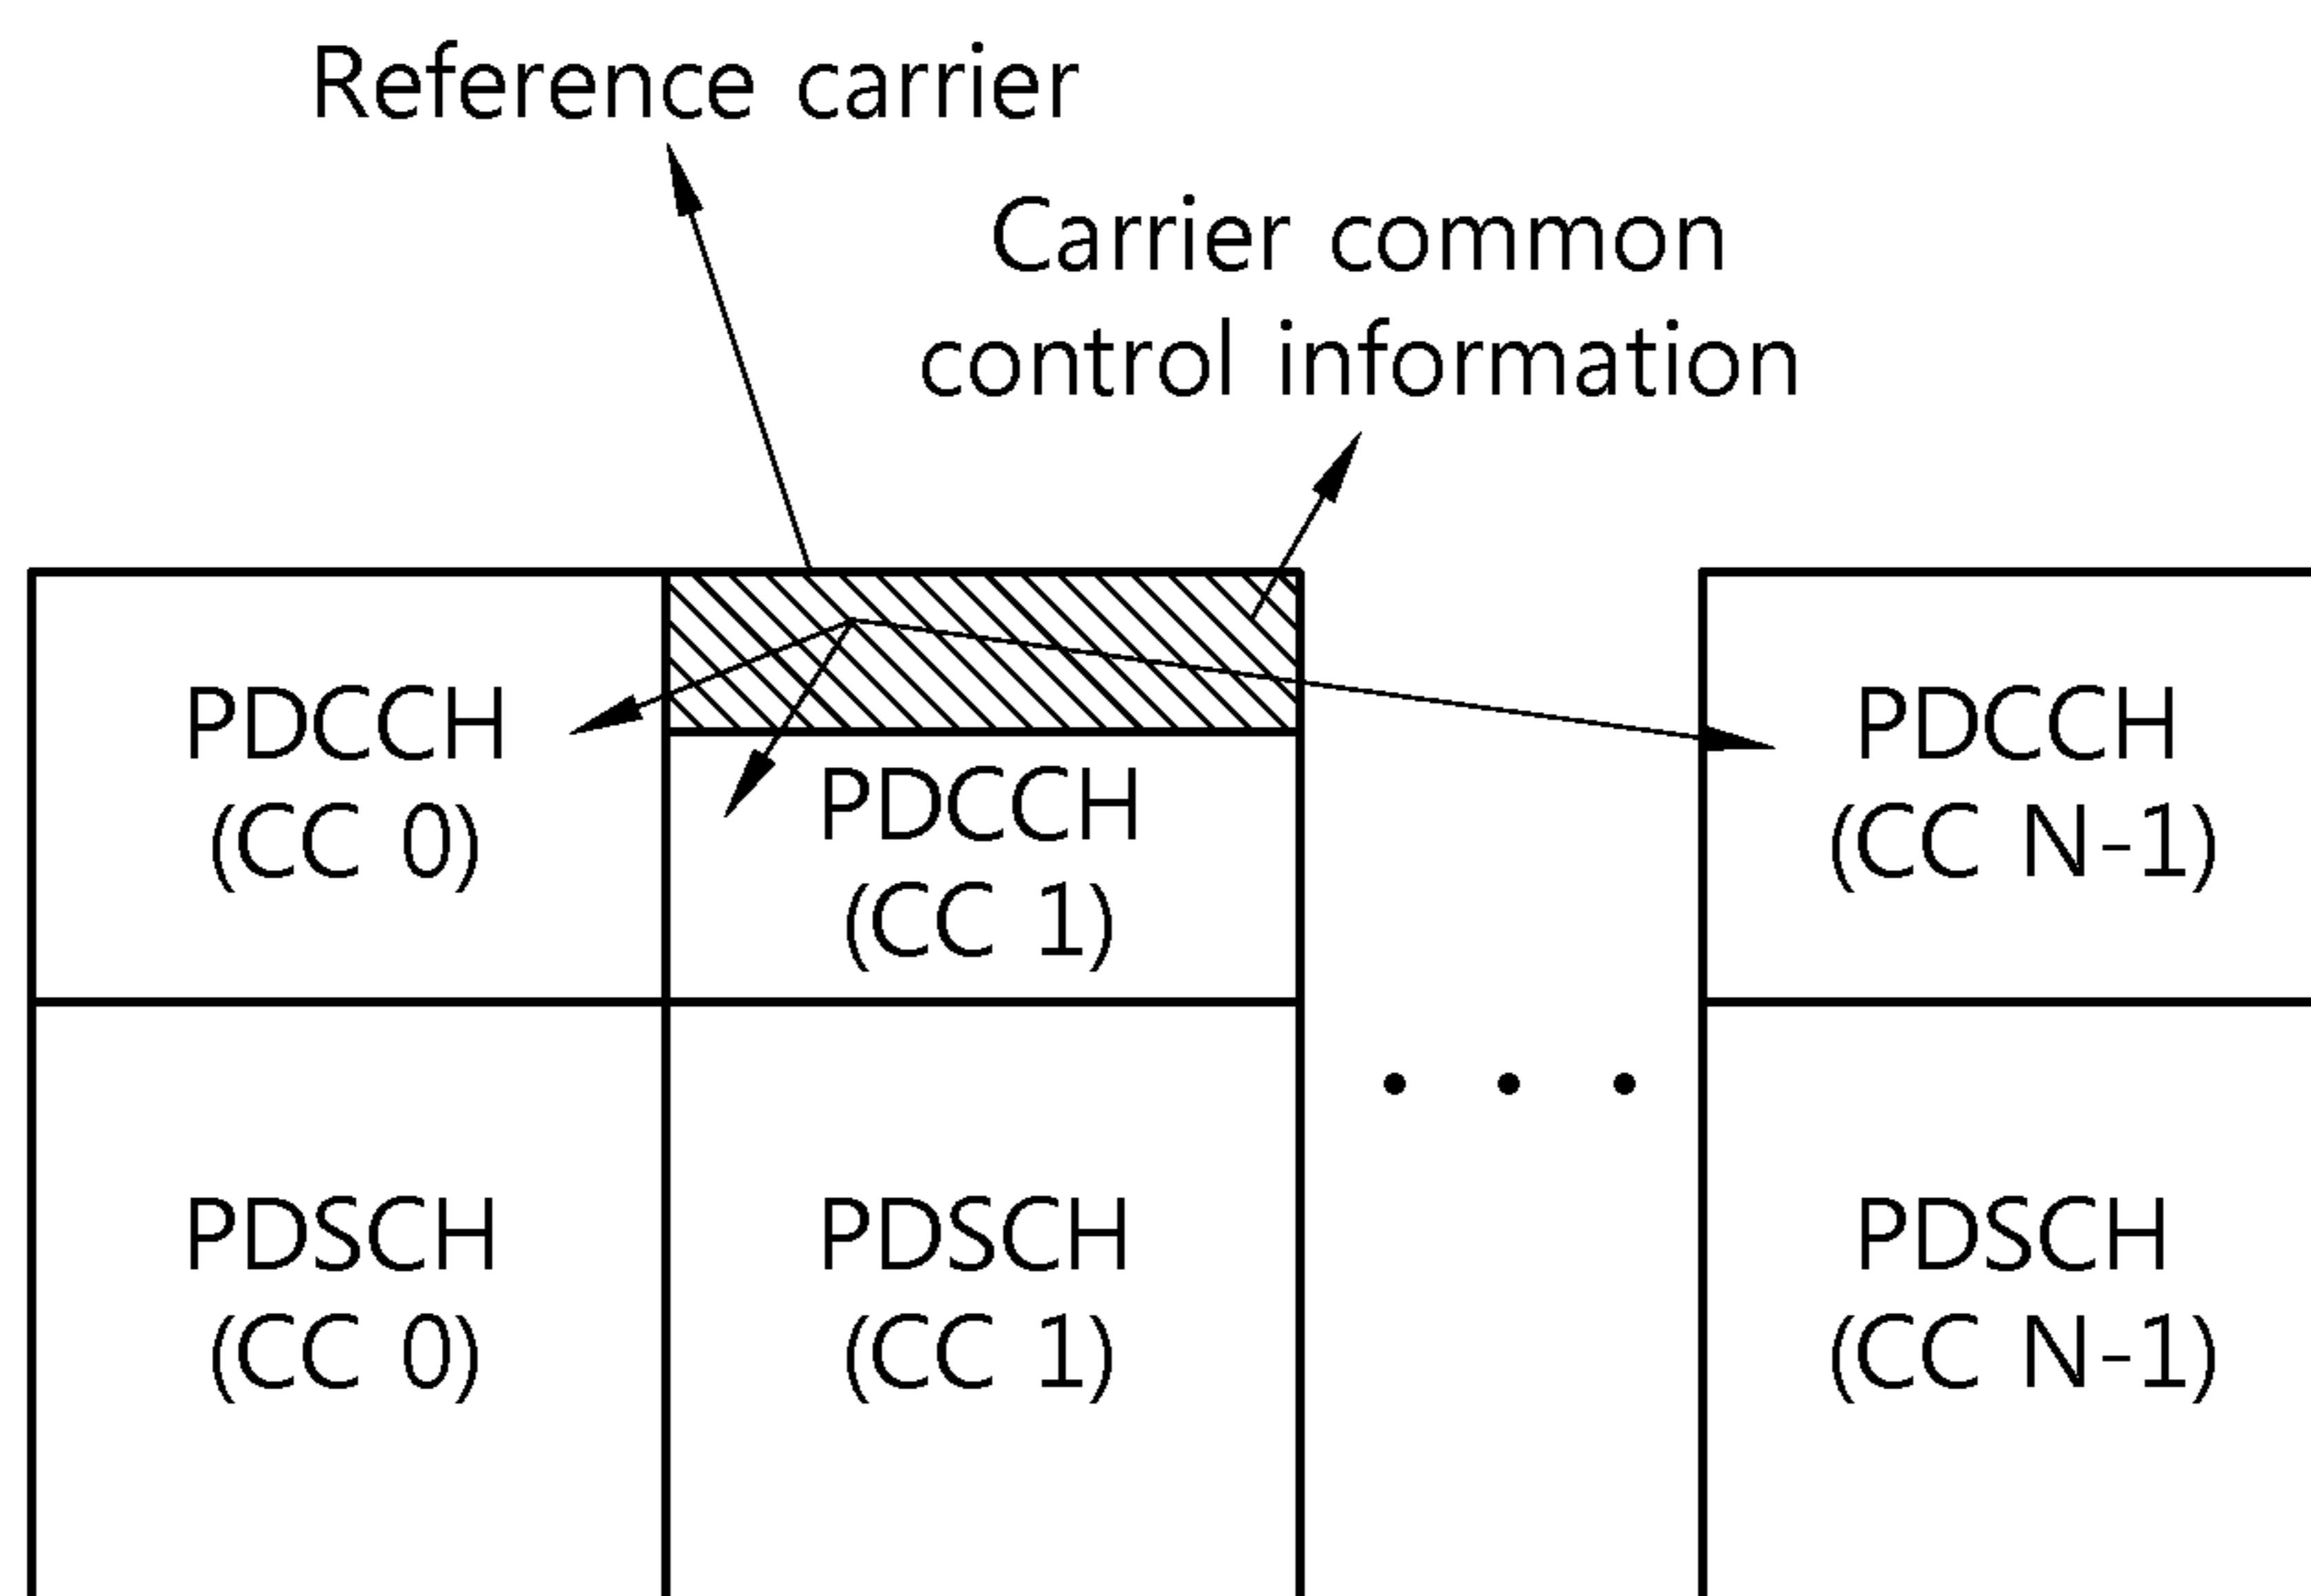 Reference carrier
Carrier common
control information
PDCCH
(CC 0)
PDCCH
(CC 1)
PDCCH
(CC N-1)
PDSCH
(CC 0)
PDSCH
(CC 1)
PDSCH
(CC N-1)